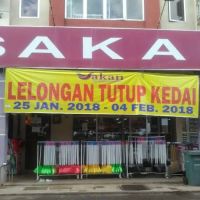 SAKA
Sakan
LELONGAN TUTUP KEDAI
- 25 JAN. 2018 - 04 FEB. 2018 -